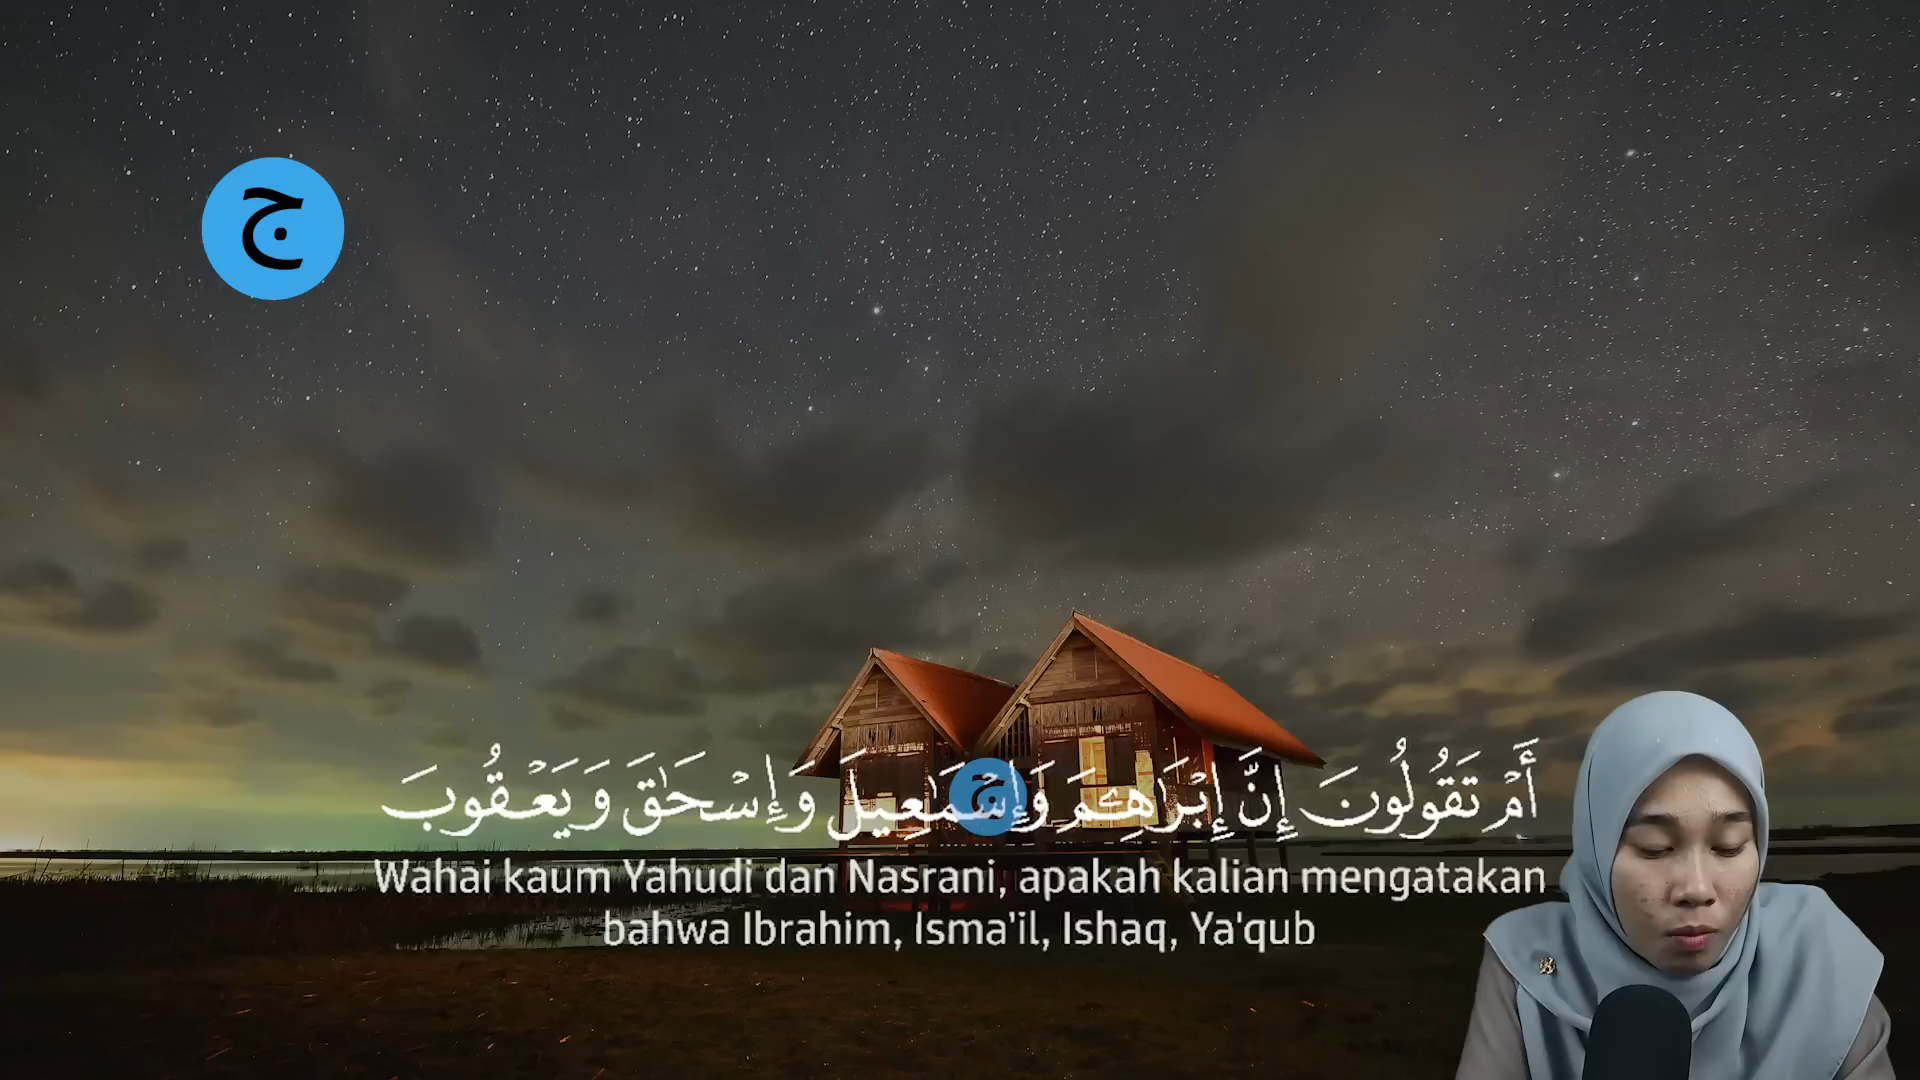 ج
أَمْ تَقُولُونَ إِنَّ إِبْرَاهِـۧمَ وَإِسْمَـٰعِيلَ وَإِسْحَـٰقَ وَيَعْقُوبَ
ج
Wahai kaum Yahudi dan Nasrani, apakah kalian mengatakan
bahwa Ibrahim, Isma'il, Ishaq, Ya'qub